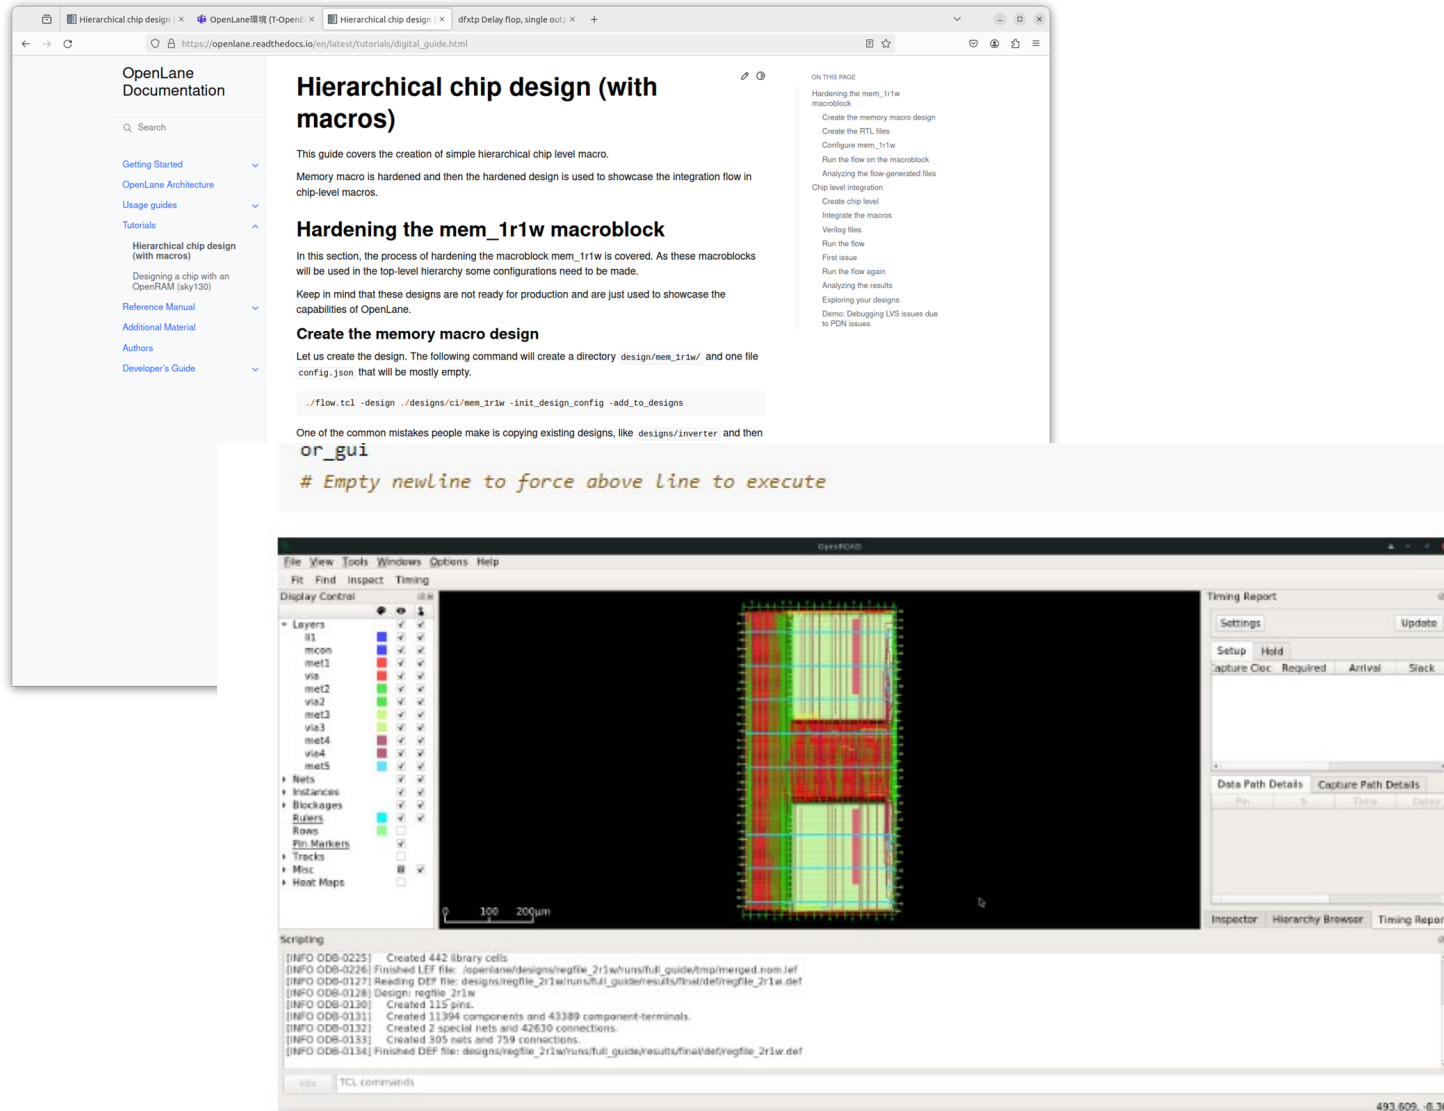 Hierarchical chip design (
OpenLane環境 (T-OpenE
Hierarchical chip design (
dfxtp Delay flop, single outp
https://openlane.readthedocs.io/en/latest/tutorials/digital_guide.html
OpenLane
Documentation
Search
Getting Started
OpenLane Architecture
Usage guides
Tutorials
Hierarchical chip design
(with macros)
Designing a chip with an
OpenRAM (sky130)
Reference Manual
Additional Material
Authors
Developer's Guide
Hierarchical chip design (with
macros)
This guide covers the creation of simple hierarchical chip level macro.
Memory macro is hardened and then the hardened design is used to showcase the integration flow in
chip-level macros.
Hardening the mem_1r1w macroblock
In this section, the process of hardening the macroblock mem_1r1w is covered. As these macroblocks
will be used in the top-level hierarchy some configurations need to be made.
Keep in mind that these designs are not ready for production and are just used to showcase the
capabilities of OpenLane.
Create the memory macro design
Let us create the design. The following command will create a directory design/mem_1r1w/ and one file
config.json that will be mostly empty.
./flow.tcl -design ./designs/ci/mem_1r1w -init_design_config -add_to_designs
One of the common mistakes people make is copying existing designs, like designs/inverter and then
ON THIS PAGE
Hardening the mem_1r1w
macroblock
Create the memory macro design
Create the RTL files
Configure mem_1r1w
Run the flow on the macroblock
Analyzing the flow-generated files
Chip level integration
Create chip level
Integrate the macros
Verilog files
Run the flow
First issue
Run the flow again
Analyzing the results
Exploring your designs
Demo: Debugging LVS issues due
to PDN issues
or_gui
# Empty newline to force above line to execute
OpenROAD
File View Tools Windows Options Help
Fit Find Inspect Timing
Display Control
Layers
li1
mcon
met1
via
met2
via2
met3
via3
met4
via4
met5
Nets
Instances
Blockages
Rulers
Rows
Pin Markers
Tracks
Misc
Heat Maps
0 100 200μm
Timing Report
Settings Update
Setup Hold
Capture Cloc Required Arrival Slack
Data Path Details Capture Path Details
Pin Time Delay
Inspector Hierarchy Browser Timing Repor
Scripting
[INFO ODB-0225] Created 442 library cells
[INFO ODB-0226] Finished LEF file: /openlane/designs/regfile_2r1w/runs/full_guide/tmp/merged.nom.lef
[INFO ODB-0127] Reading DEF file: designs/regfile_2r1w/runs/full_guide/results/final/def/regfile_2r1w.def
[INFO ODB-0128] Design: regfile_2r1w
[INFO ODB-0130] Created 115 pins.
[INFO ODB-0131] Created 11394 components and 43389 component-terminals.
[INFO ODB-0132] Created 2 special nets and 42630 connections.
[INFO ODB-0133] Created 305 nets and 759 connections.
[INFO ODB-0134] Finished DEF file: designs/regfile_2r1w/runs/full_guide/results/final/def/regfile_2r1w.def
Idle TCL commands
493.609, -8.36